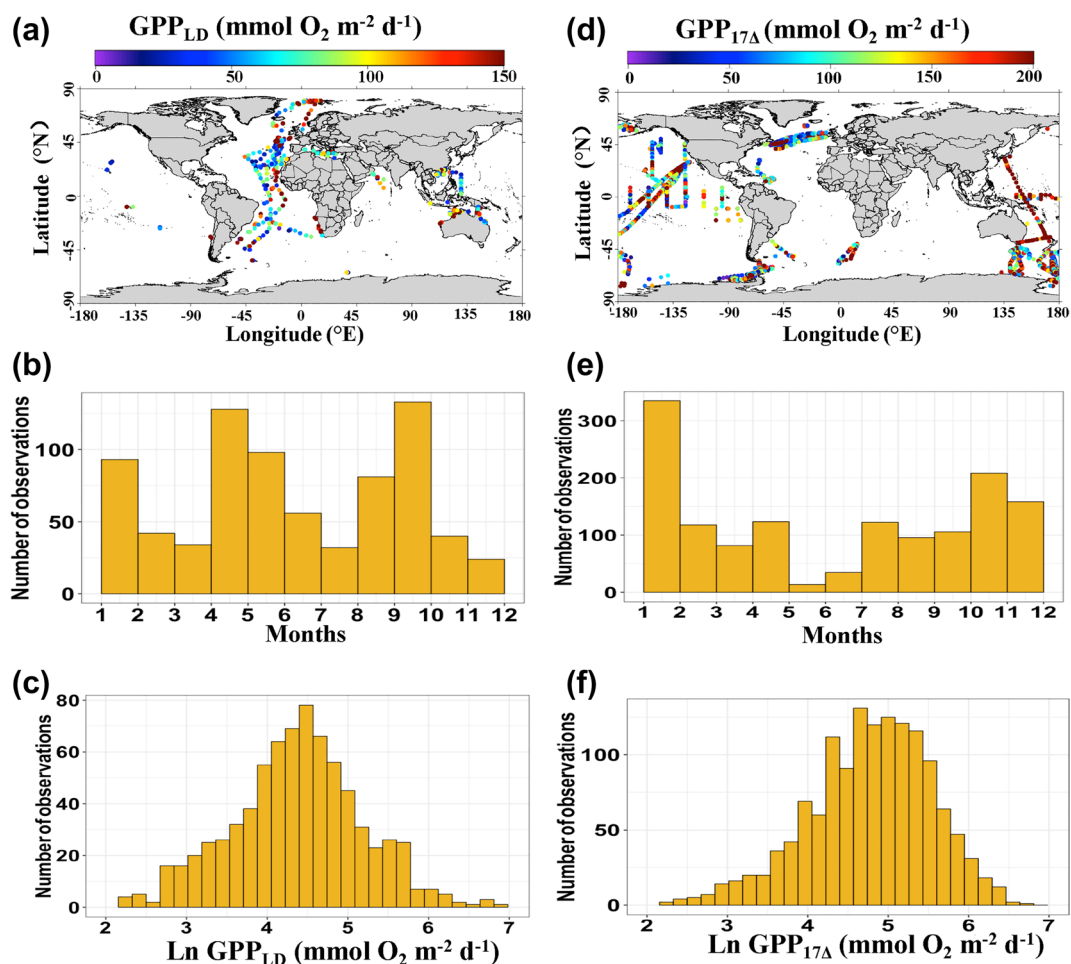 (a)
GPP_LD (mmol O₂ m⁻² d⁻¹)
0 50 100 150
90
45
0
-45
-90
Latitude (°N)
-180 -135 -90 -45 0 45 90 135 180
Longitude (°E)
(d)
GPP_17Δ (mmol O₂ m⁻² d⁻¹)
0 50 100 150 200
90
45
0
-45
-90
Latitude (°N)
-180 -135 -90 -45 0 45 90 135 180
Longitude (°E)
(b)
Number of observations
100
50
0
1 2 3 4 5 6 7 8 9 10 11 12
Months
(e)
Number of observations
300
200
100
0
1 2 3 4 5 6 7 8 9 10 11 12
Months
(c)
Number of observations
80
60
40
20
0
2 3 4 5 6 7
Ln GPP_LD (mmol O₂ m⁻² d⁻¹)
(f)
Number of observations
100
50
0
2 3 4 5 6 7
Ln GPP_17Δ (mmol O₂ m⁻² d⁻¹)